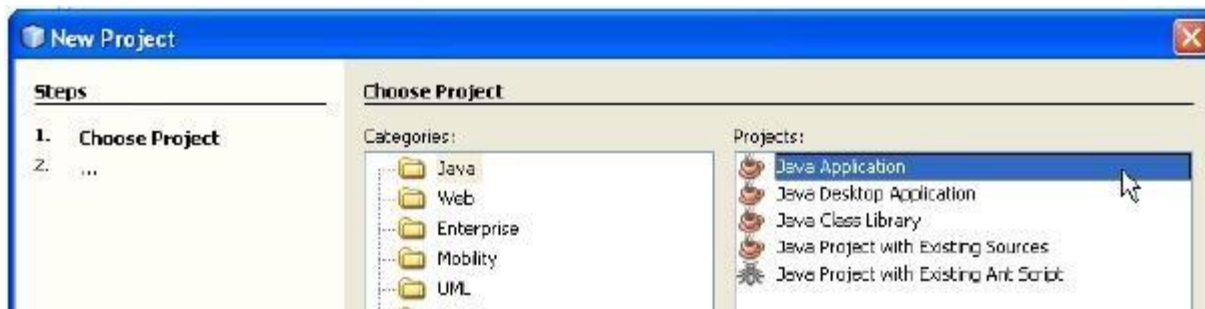 New Project
Steps
1. Choose Project
2. ...
Choose Project
Categories:
Java
Web
Enterprise
Mobility
UML
Projects:
Java Application
Java Desktop Application
Java Class Library
Java Project with Existing Sources
Java Project with Existing Ant Script